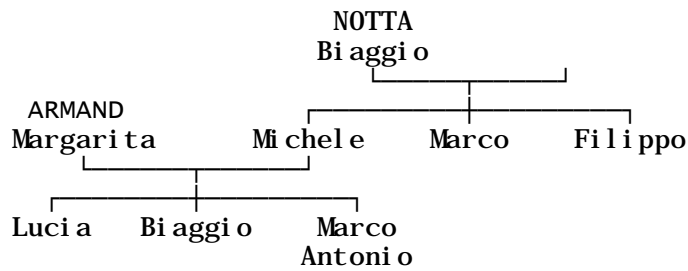 NOTTA
Biaggio
ARMAND
Margarita Michele Marco Filippo
Lucia Biaggio Marco
Antonio